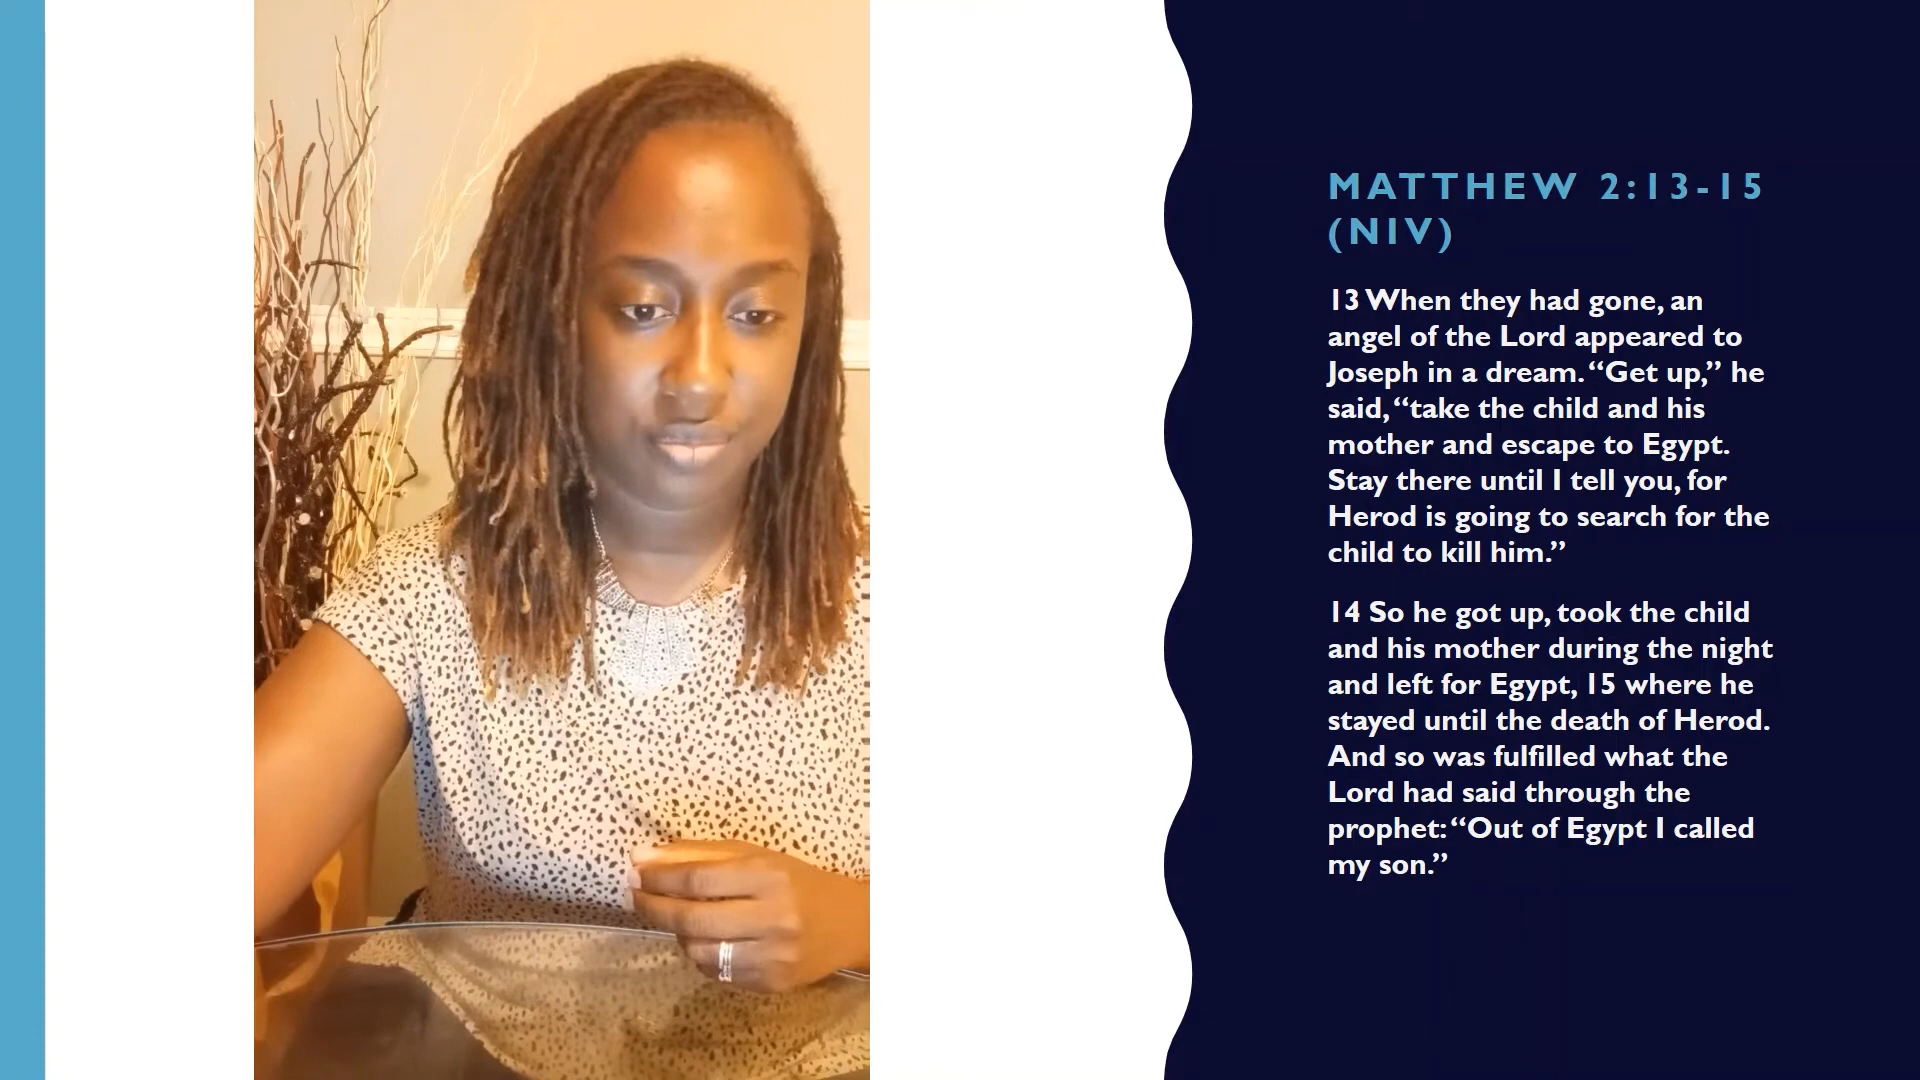 MATTHEW 2:13-15
(NIV)
13 When they had gone, an
angel of the Lord appeared to
Joseph in a dream. “Get up,” he
said, “take the child and his
mother and escape to Egypt.
Stay there until I tell you, for
Herod is going to search for the
child to kill him.”
14 So he got up, took the child
and his mother during the night
and left for Egypt, 15 where he
stayed until the death of Herod.
And so was fulfilled what the
Lord had said through the
prophet: “Out of Egypt I called
my son.”